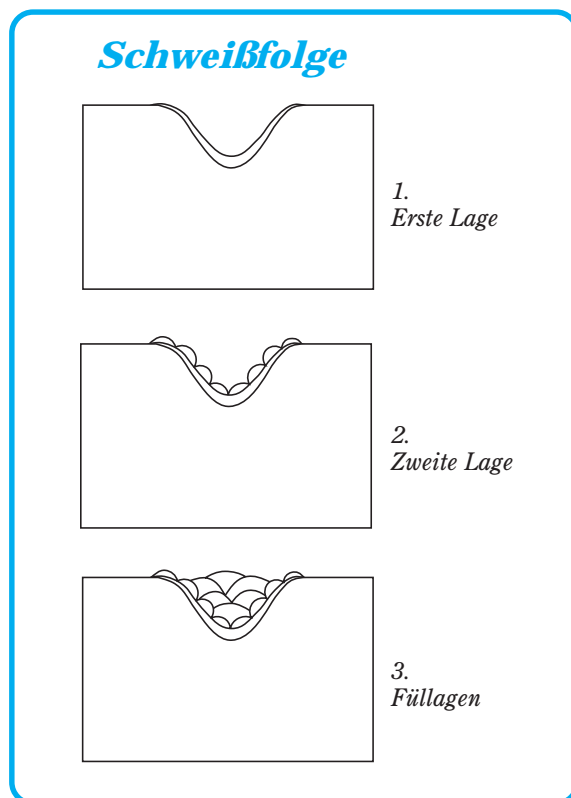 Schweißfolge
1.
Erste Lage
2.
Zweite Lage
3.
Füllagen